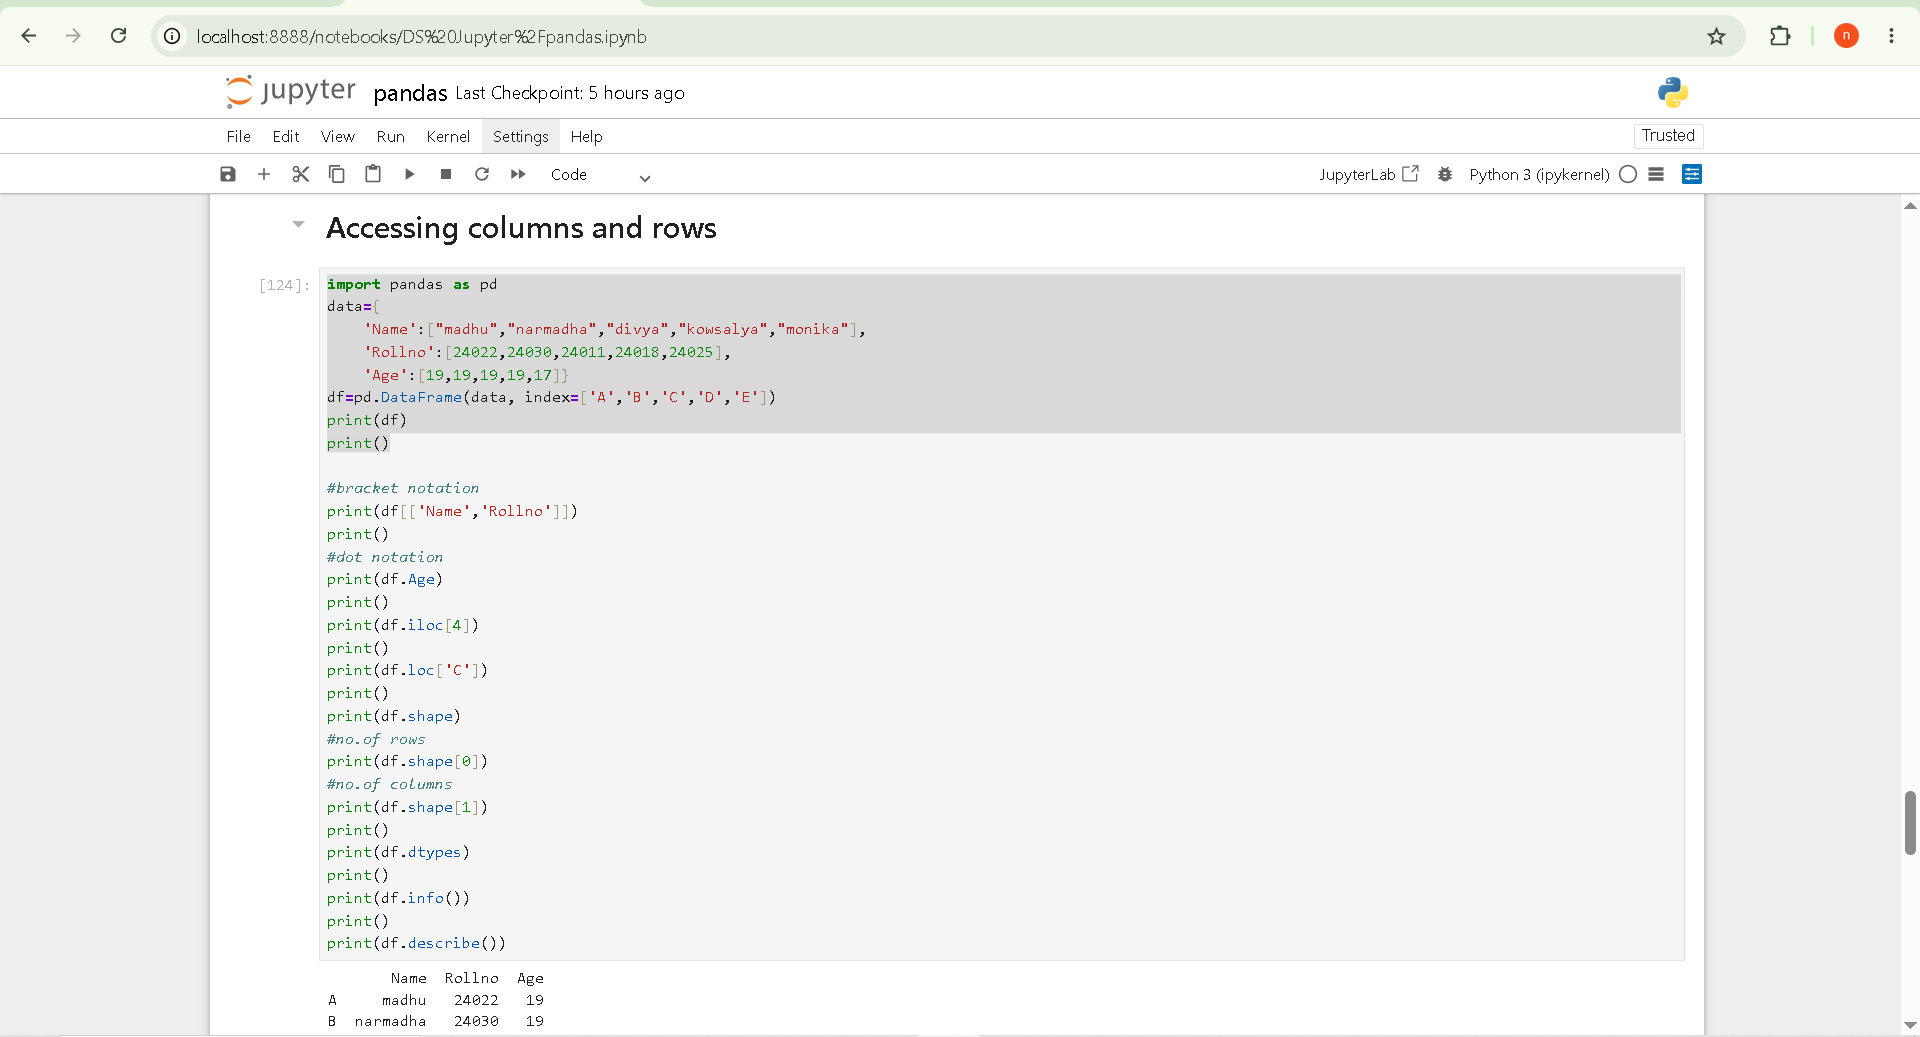 localhost:8888/notebooks/DS%20Jupyter%2Fpandas.ipynb
n
jupyter pandas Last Checkpoint: 5 hours ago
File Edit View Run Kernel Settings Help
Trusted
Code
JupyterLab
Python 3 (ipykernel)
Accessing columns and rows
[124]:
import pandas as pd
data={
    'Name':["madhu","narmadha","divya","kowsalya","monika"],
    'Rollno':[24022,24030,24011,24018,24025],
    'Age':[19,19,19,19,17]}
df=pd.DataFrame(data, index=['A','B','C','D','E'])
print(df)
print()
#bracket notation
print(df[['Name','Rollno']])
print()
#dot notation
print(df.Age)
print()
print(df.iloc[4])
print()
print(df.loc['C'])
print()
print(df.shape)
#no.of rows
print(df.shape[0])
#no.of columns
print(df.shape[1])
print()
print(df.dtypes)
print()
print(df.info())
print()
print(df.describe())
Name Rollno Age
A madhu 24022 19
B narmadha 24030 19